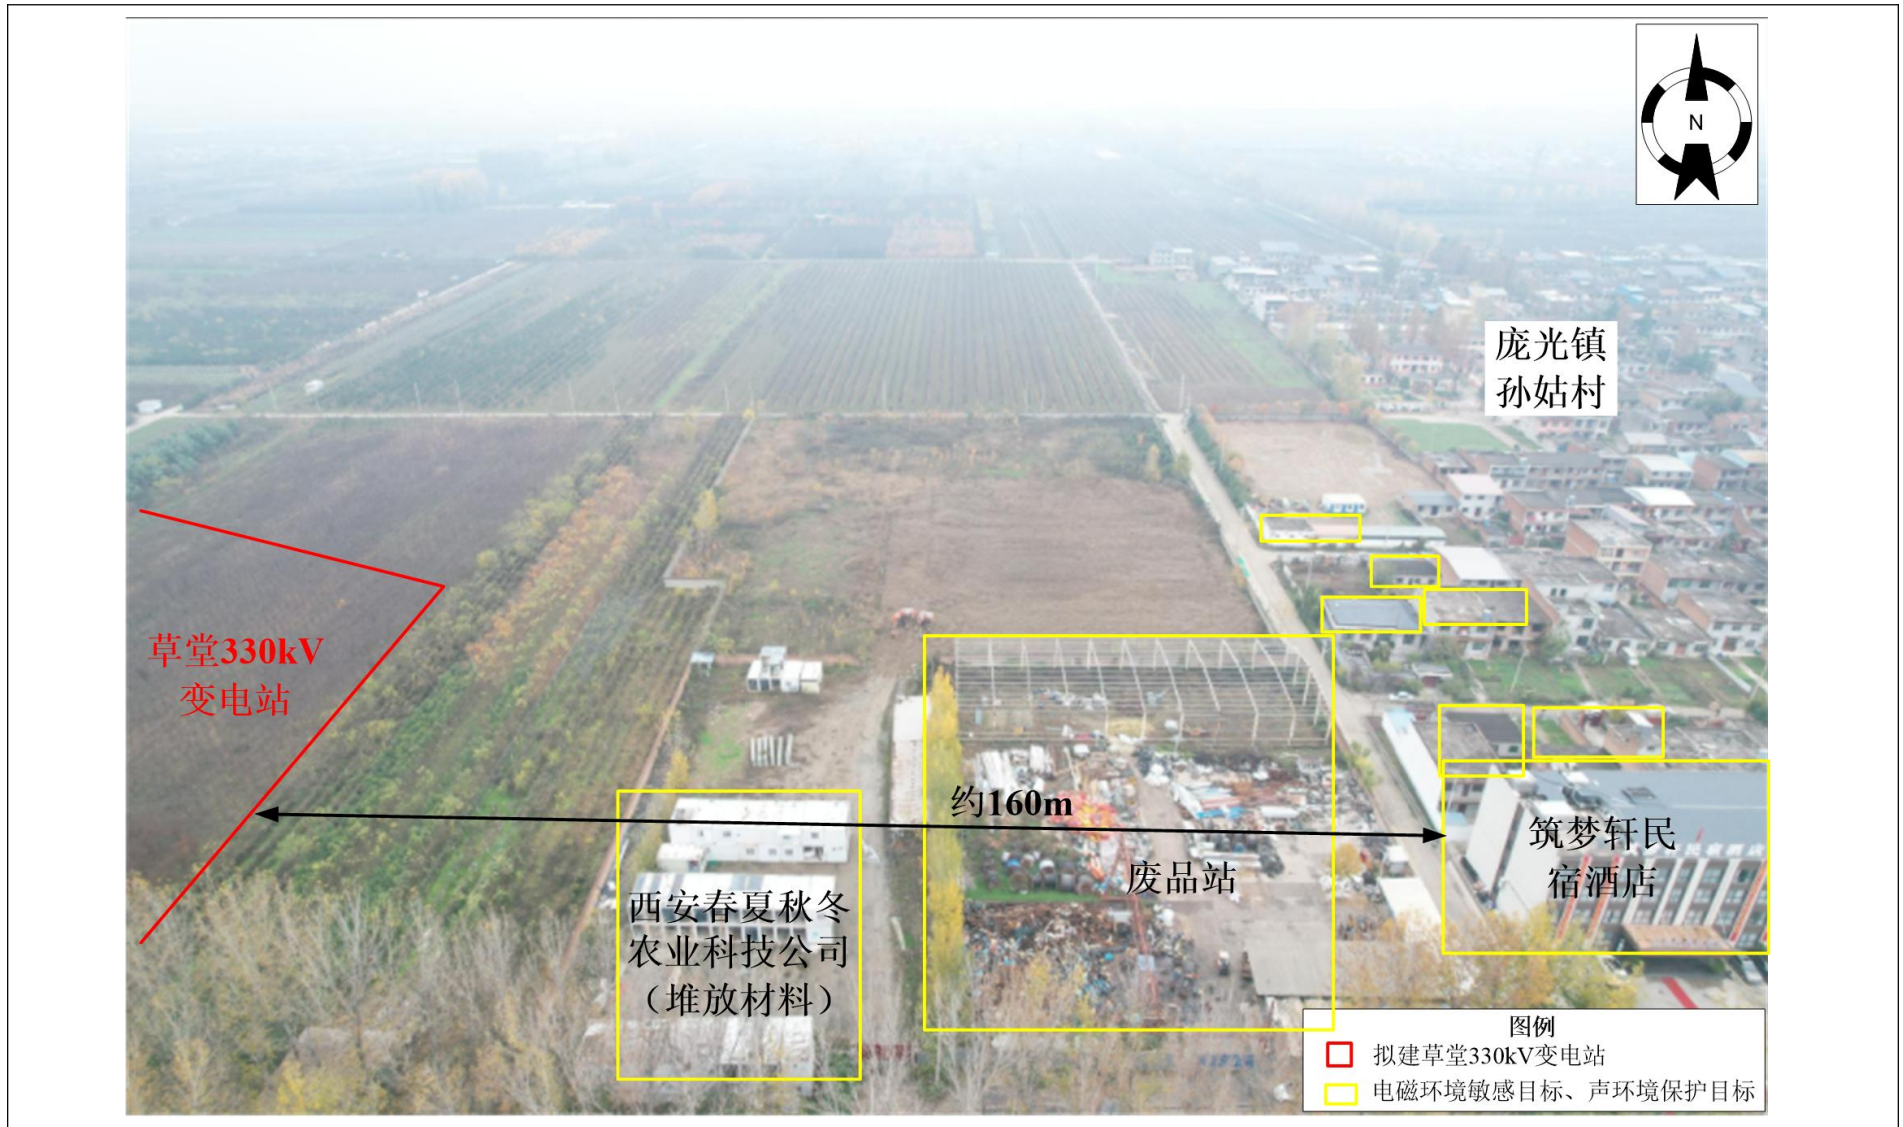 N
庞光镇
孙姑村
草堂330kV
变电站
约160m
筑梦轩民
宿酒店
废品站
西安春夏秋冬
农业科技公司
（堆放材料）
图例
拟建草堂330kV变电站
电磁环境敏感目标、声环境保护目标